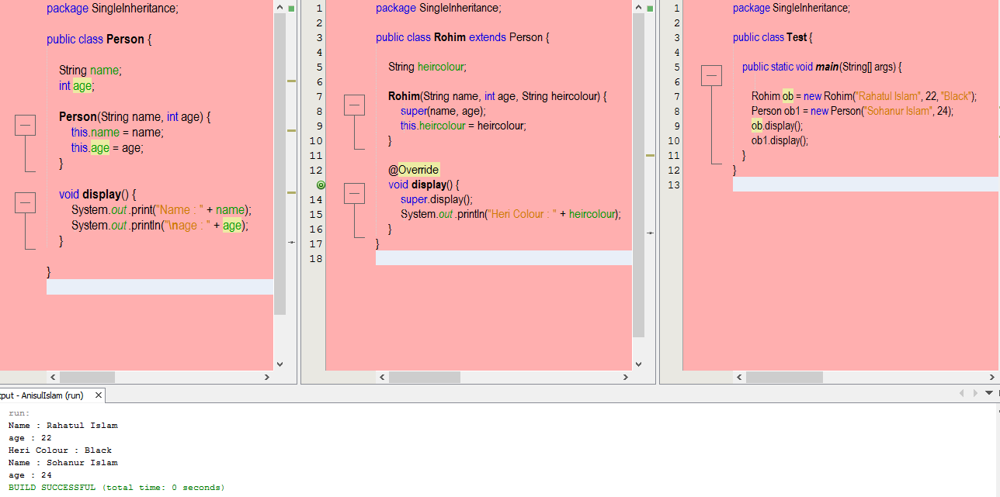 package SingleInheritance;
public class Person {
String name;
int age;
Person(String name, int age) {
this.name = name;
this.age = age;
}
void display() {
System.out.print("Name : " + name);
System.out.println("\nage : " + age);
}
}
1 package SingleInheritance;
2
3 public class Rohim extends Person {
4
5 String heircolour;
6
7 Rohim(String name, int age, String heircolour) {
8 super(name, age);
9 this.heircolour = heircolour;
10 }
11
12 @Override
void display() {
14 super.display();
15 System.out.println("Heri Colour : " + heircolour);
16 }
17 }
18
1 package SingleInheritance;
2
3 public class Test {
4
5 public static void main(String[] args) {
6
7 Rohim ob = new Rohim("Rahatul Islam", 22, "Black");
8 Person ob1 = new Person("Sohanur Islam", 24);
9 ob.display();
10 ob1.display();
11 }
12 }
13
put - AnisulIslam (run)
run:
Name : Rahatul Islam
age : 22
Heri Colour : Black
Name : Sohanur Islam
age : 24
BUILD SUCCESSFUL (total time: 0 seconds)